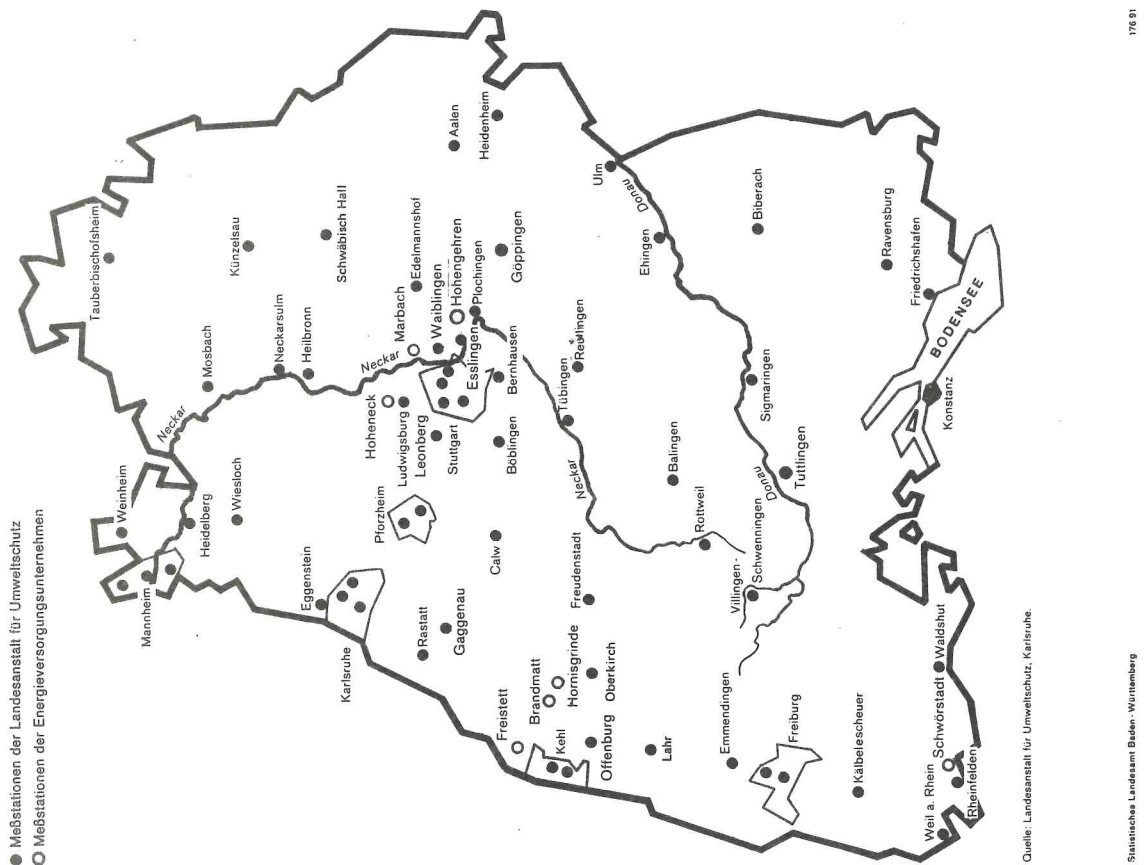 ● Meßstationen der Landesanstalt für Umweltschutz
○ Meßstationen der Energieversorgungsunternehmen
Tauberbischofsheim
Weinheim
Mannheim
Neckar
Heidelberg
Mosbach
Wiesloch
Künzelsau
Neckarsulm
Heilbronn
Schwäbisch Hall
Eggenstein
Karlsruhe
Neckar
Marbach
Hoheneck
Ludwigsburg
Edelmannshof
Pforzheim
Leonberg
Waiblingen
Hohengehren
Rastatt
Gaggenau
Stuttgart
Esslingen
Plochingen
Aalen
Heidenheim
Calw
Böblingen
Bernhausen
Göppingen
Freistett
Brandmatt
Hornisgrinde
Kehl
Offenburg
Oberkirch
Freudenstadt
Neckar
Tübingen
Reutlingen
Ulm
Donau
Lahr
Ehingen
Balingen
Rottweil
Emmendingen
Villingen-
Schwenningen
Donau
Sigmaringen
Biberach
Freiburg
Tuttlingen
Kälbelescheuer
Ravensburg
Friedrichshafen
BODENSEE
Konstanz
Weil a. Rhein
Schwörstadt
Waldshut
Rheinfelden
Quelle: Landesanstalt für Umweltschutz, Karlsruhe.
Statistisches Landesamt Baden-Württemberg
176 91